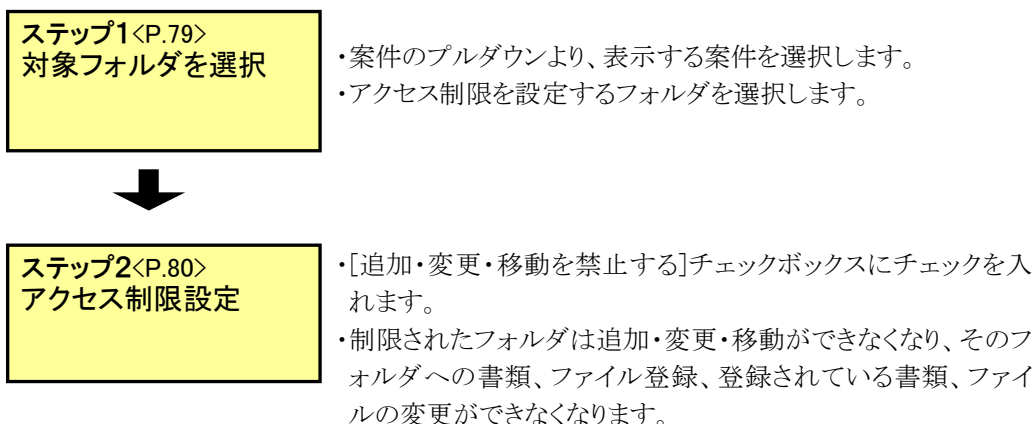 ステップ1<P.79>
対象フォルダを選択
・案件のプルダウンより、表示する案件を選択します。
・アクセス制限を設定するフォルダを選択します。
ステップ2<P.80>
アクセス制限設定
・[追加・変更・移動を禁止する]チェックボックスにチェックを入
れます。
・制限されたフォルダは追加・変更・移動ができなくなり、そのフ
ォルダへの書類、ファイル登録、登録されている書類、ファイ
ルの変更ができなくなります。